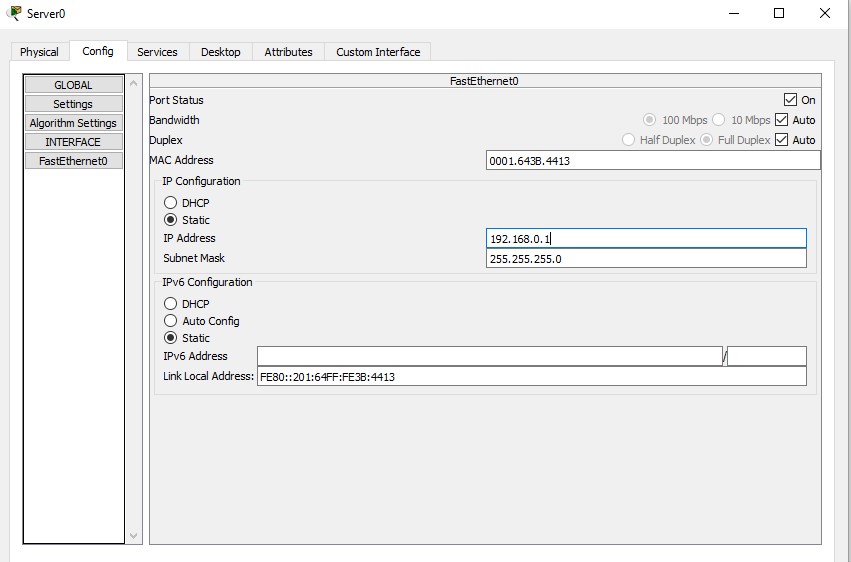 Server0
Physical Config Services Desktop Attributes Custom Interface
GLOBAL
Settings
Algorithm Settings
INTERFACE
FastEthernet0
FastEthernet0
Port Status On
Bandwidth 100 Mbps 10 Mbps Auto
Duplex Half Duplex Full Duplex Auto
MAC Address 0001.643B.4413
IP Configuration
DHCP
Static
IP Address 192.168.0.1
Subnet Mask 255.255.255.0
IPv6 Configuration
DHCP
Auto Config
Static
IPv6 Address /
Link Local Address: FE80::201:64FF:FE3B:4413